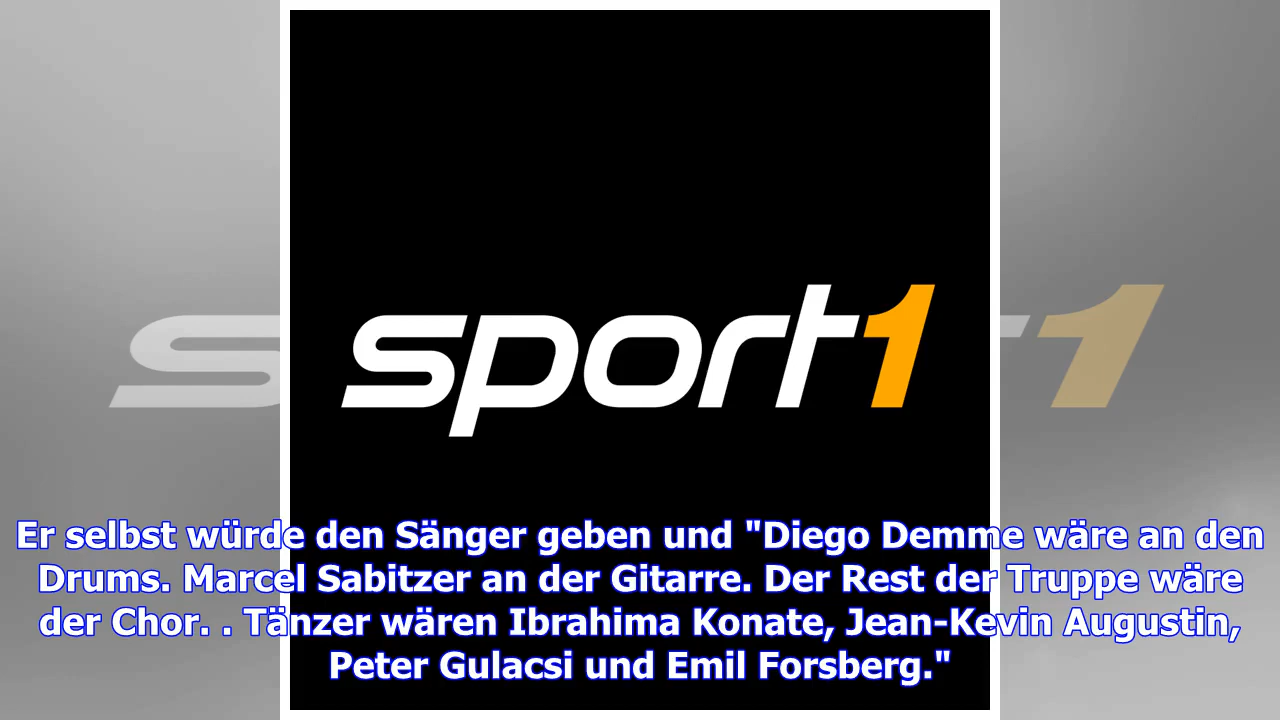 sport1
Er selbst würde den Sänger geben und "Diego Demme wäre an den
Drums. Marcel Sabitzer an der Gitarre. Der Rest der Truppe wäre
der Chor. . Tänzer wären Ibrahima Konate, Jean-Kevin Augustin,
Peter Gulacsi und Emil Forsberg."